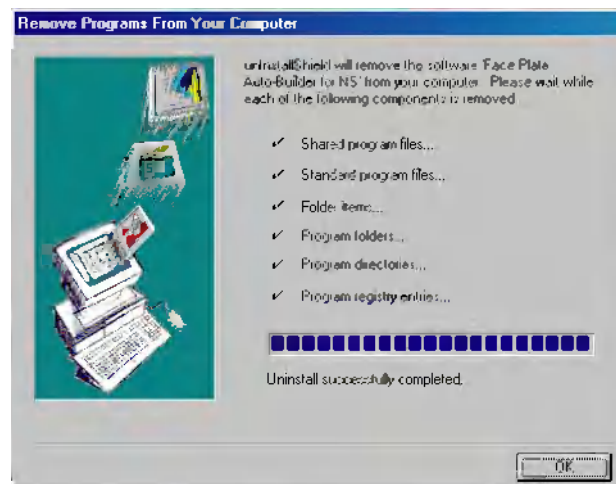 Remove Programs From Your Computer
unInstallShield will remove the software 'Face Plate
Auto-Builder for NS' from your computer. Please wait while
each of the following components is removed
Shared program files...
Standard program files...
Folder items...
Program folders...
Program directories...
Program registry entries...
Uninstall successfully completed.
OK